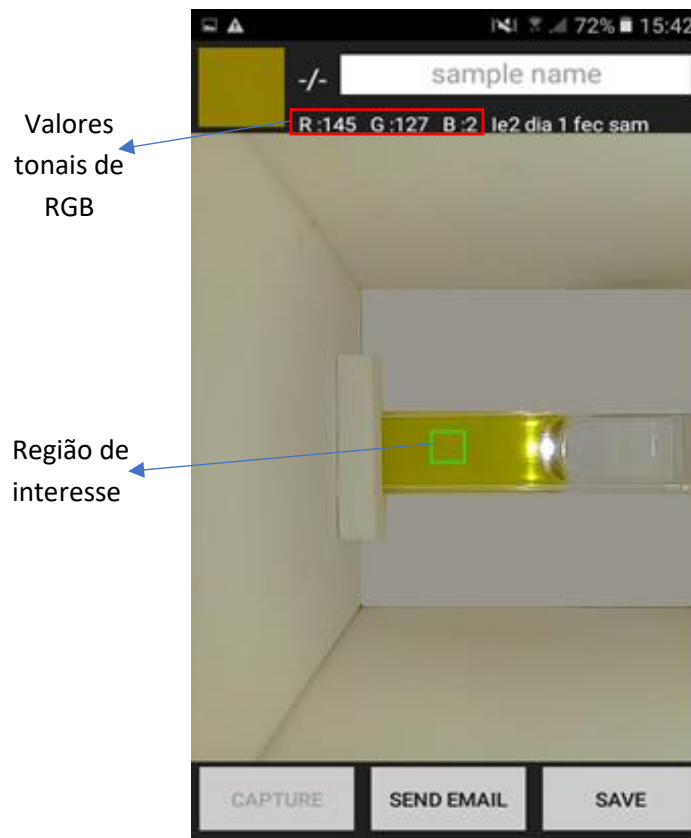 72% 15:42
-/- sample name
R :145 G :127 B :2 le2 dia 1 fec sam
Valores
tonais de
RGB
Região de
interesse
CAPTURE SEND EMAIL SAVE